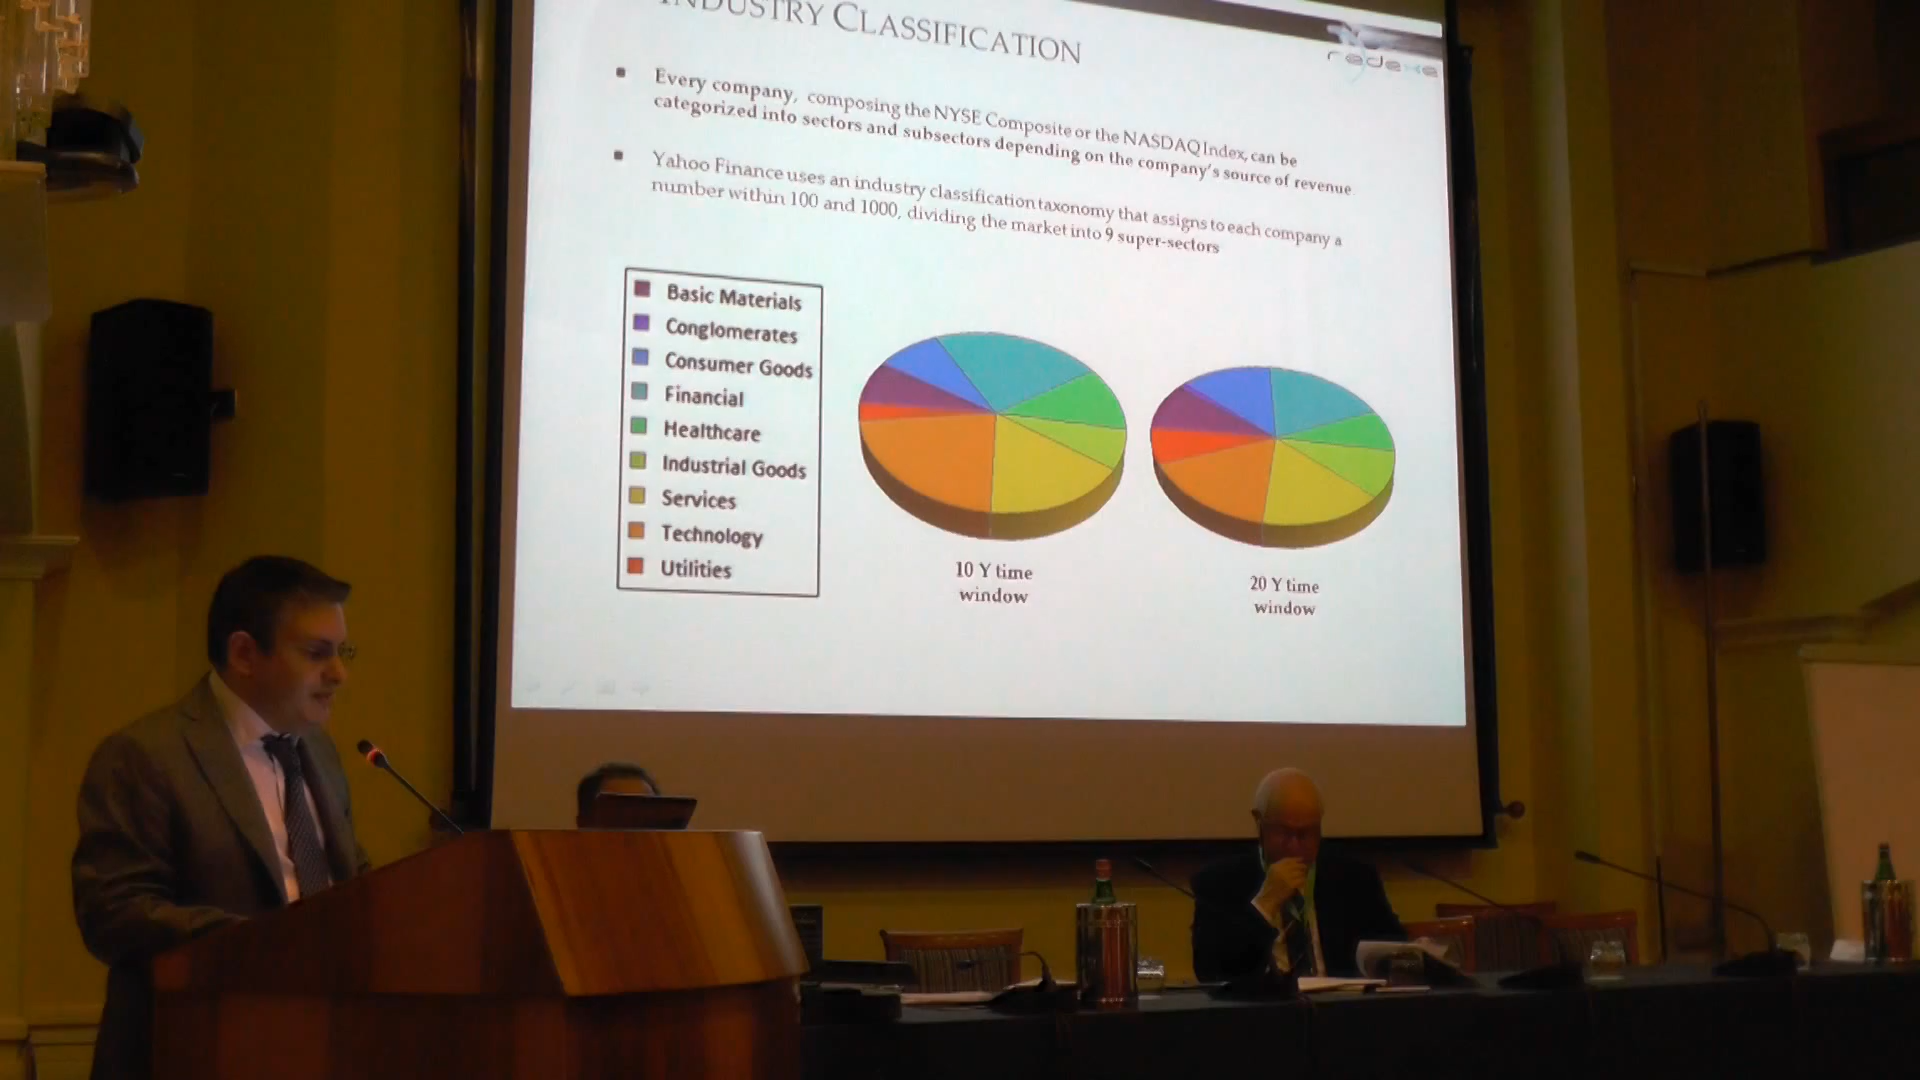 INDUSTRY CLASSIFICATION
redexe
▪ Every company, composing the NYSE Composite or the NASDAQ Index, can be
categorized into sectors and subsectors depending on the company's source of revenue
▪ Yahoo Finance uses an industry classification taxonomy that assigns to each company a
number within 100 and 1000, dividing the market into 9 super-sectors
Basic Materials
Conglomerates
Consumer Goods
Financial
Healthcare
Industrial Goods
Services
Technology
Utilities
10 Y time
window
20 Y time
window